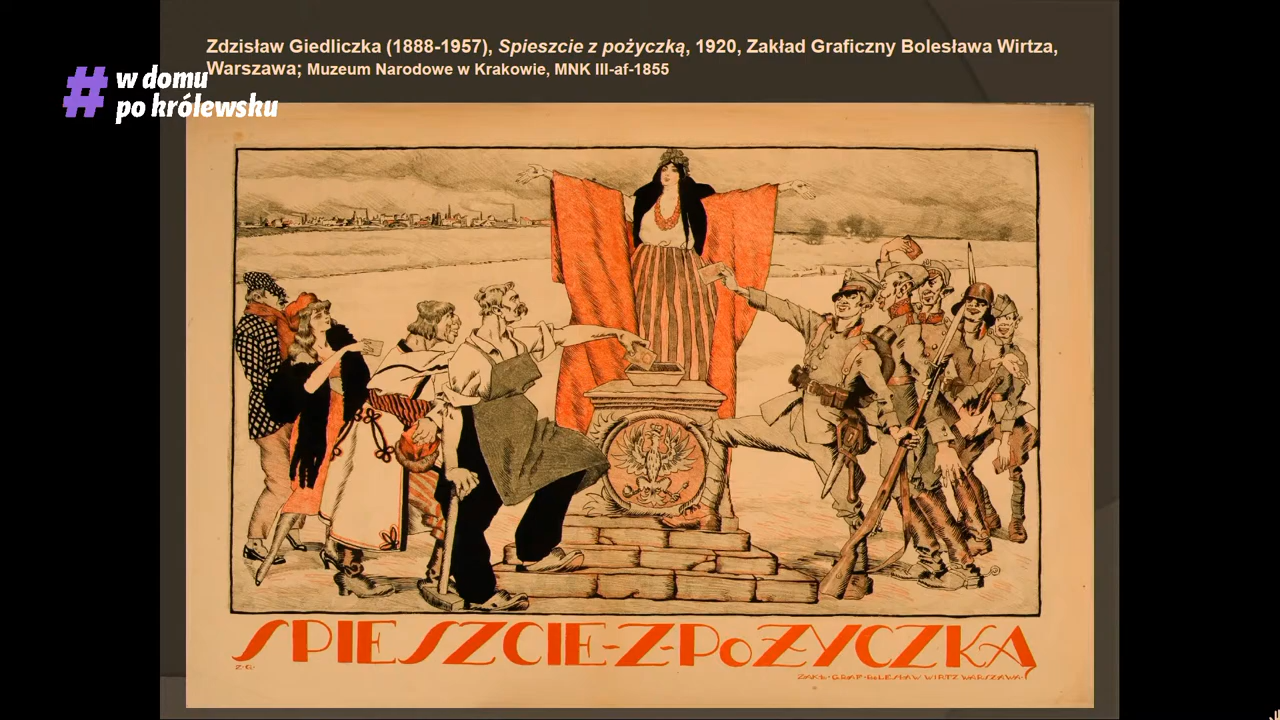 Zdzisław Giedliczka (1888-1957), Spieszcie z pożyczką, 1920, Zakład Graficzny Bolesława Wirtza,
Warszawa; Muzeum Narodowe w Krakowie, MNK III-af-1855
# w domu
po królewsku
SPIESZCIE-Z-POŻYCZKĄ
Z·G·
ZAKŁ·GRAF·BOLESŁAW WIRTZ WARSZAWA·